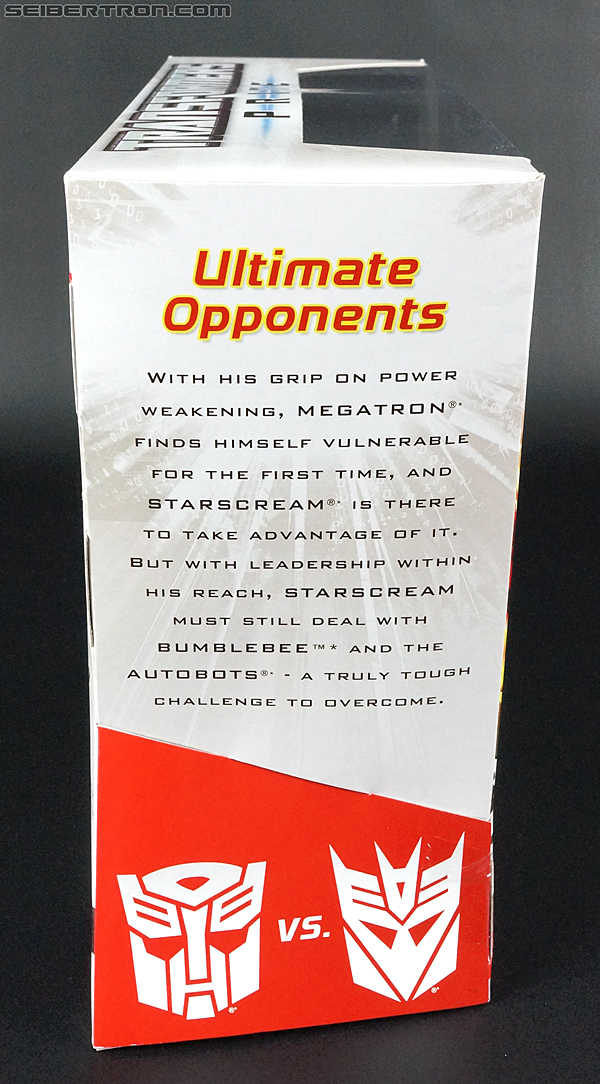 SEIBERTRON.COM
TRANSFORMERS
PRIME
Ultimate
Opponents
WITH HIS GRIP ON POWER
WEAKENING, MEGATRON®*
FINDS HIMSELF VULNERABLE
FOR THE FIRST TIME, AND
STARSCREAM®* IS THERE
TO TAKE ADVANTAGE OF IT.
BUT WITH LEADERSHIP WITHIN
HIS REACH, STARSCREAM
MUST STILL DEAL WITH
BUMBLEBEE™* AND THE
AUTOBOTS®* - A TRULY TOUGH
CHALLENGE TO OVERCOME.
VS.
®*
®*